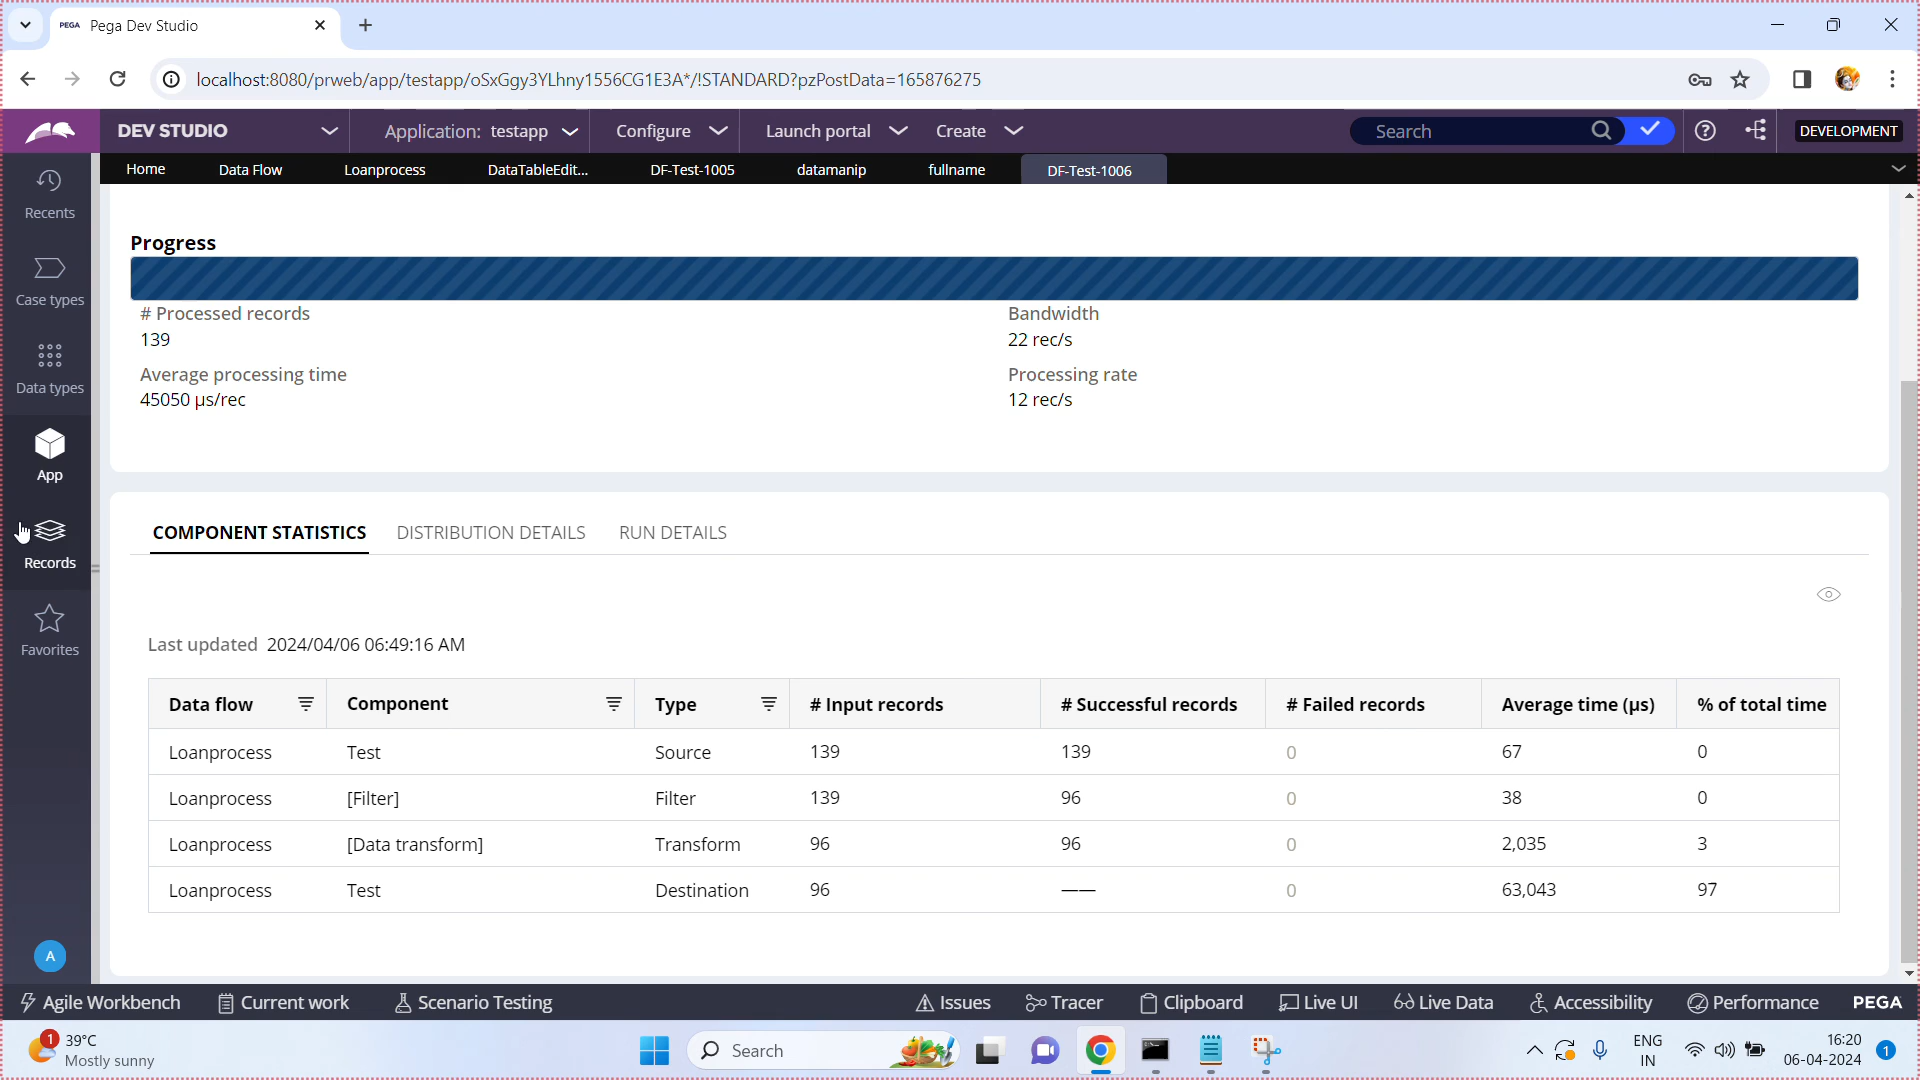 PEGA Pega Dev Studio
localhost:8080/prweb/app/testapp/oSxGgy3YLhny1556CG1E3A*/!STANDARD?pzPostData=165876275
DEV STUDIO Application: testapp Configure Launch portal Create Search DEVELOPMENT
Home Data Flow Loanprocess DataTableEdit... DF-Test-1005 datamanip fullname DF-Test-1006
Recents
Case types
Data types
App
Records
Favorites
A
Progress
# Processed records Bandwidth
139 22 rec/s
Average processing time Processing rate
45050 µs/rec 12 rec/s
COMPONENT STATISTICS DISTRIBUTION DETAILS RUN DETAILS
Last updated 2024/04/06 06:49:16 AM
Data flow Component Type # Input records # Successful records # Failed records Average time (µs) % of total time
Loanprocess Test Source 139 139 0 67 0
Loanprocess [Filter] Filter 139 96 0 38 0
Loanprocess [Data transform] Transform 96 96 0 2,035 3
Loanprocess Test Destination 96 —— 0 63,043 97
Agile Workbench Current work Scenario Testing Issues Tracer Clipboard Live UI Live Data Accessibility Performance PEGA
1 39°C
Mostly sunny
Search
ENG
IN
16:20
06-04-2024
1